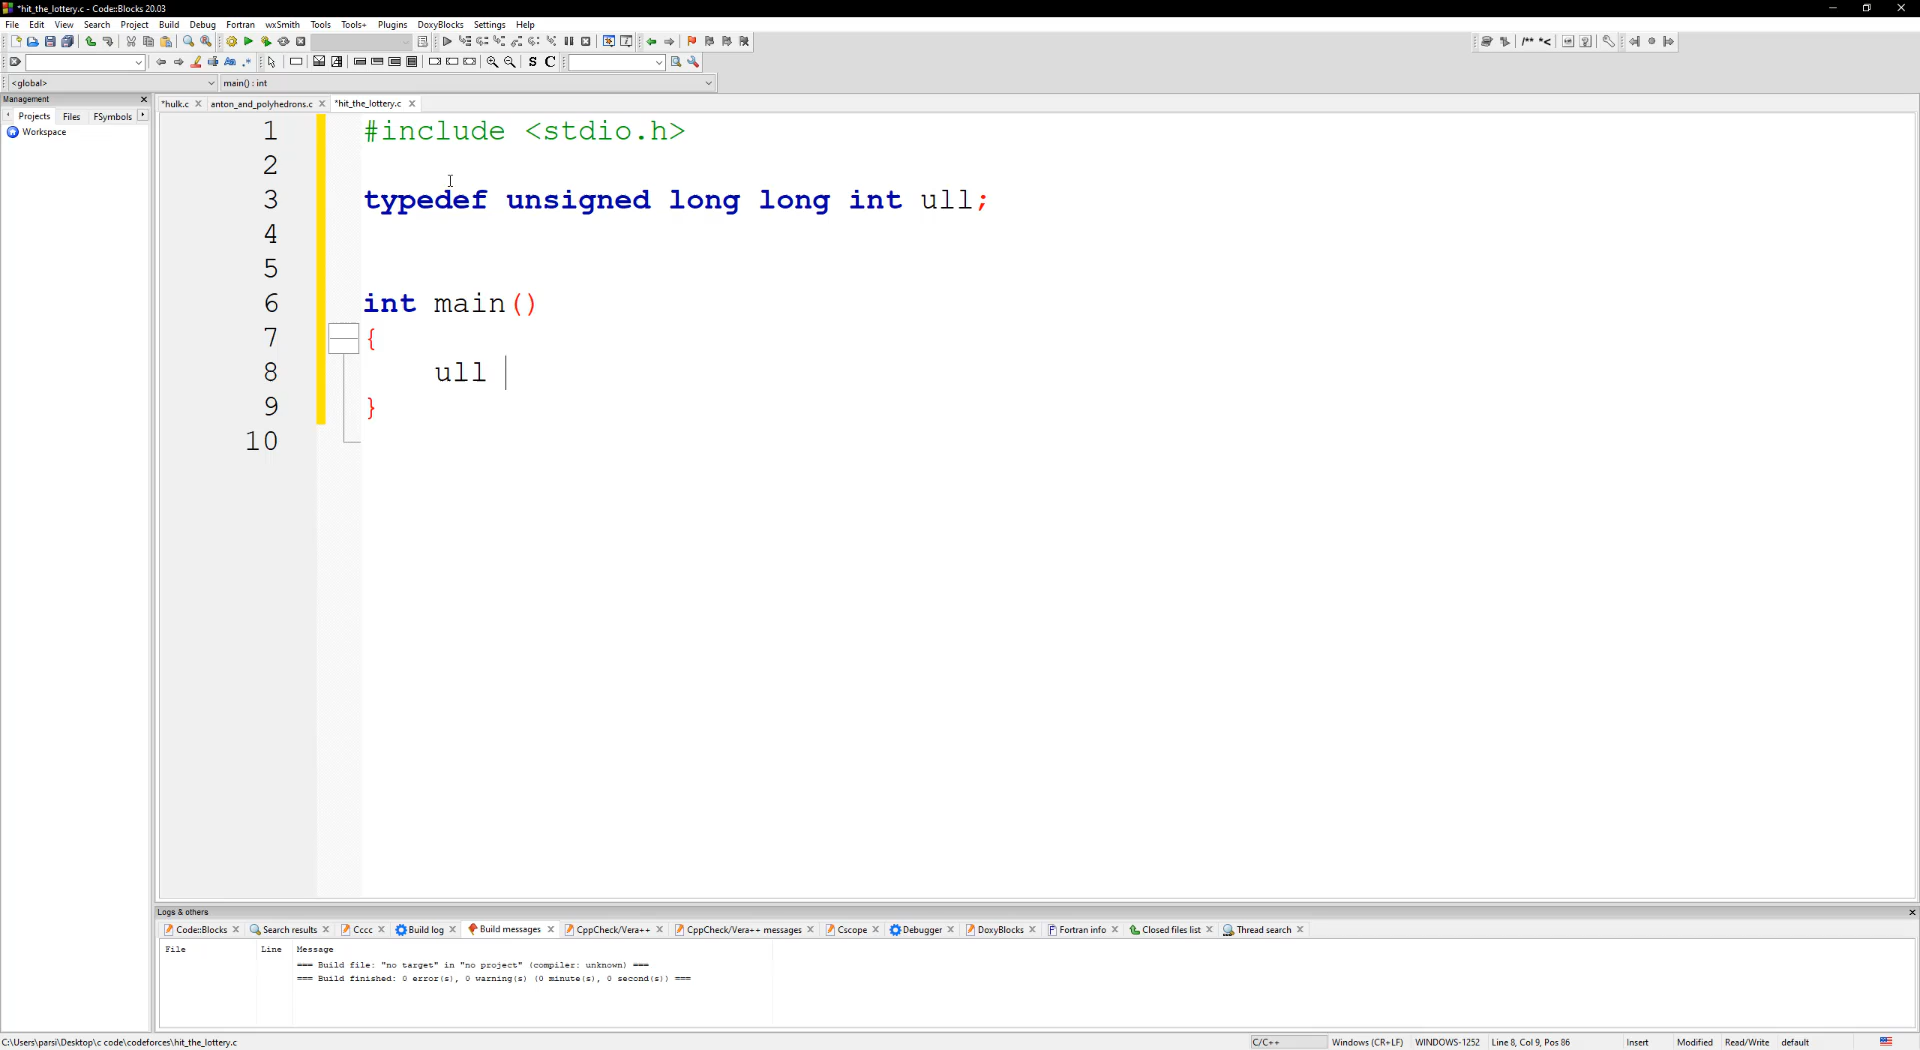 *hit_the_lottery.c - Code::Blocks 20.03
File Edit View Search Project Build Debug Fortran wxSmith Tools Tools+ Plugins DoxyBlocks Settings Help
<global> main() : int
Management
Projects Files FSymbols
Workspace
*hulk.c anton_and_polyhedrons.c *hit_the_lottery.c
1 #include <stdio.h>
2
3 typedef unsigned long long int ull;
4
5
6 int main()
7 {
8 ull
9 }
10
Logs & others
Code::Blocks Search results Cccc Build log Build messages CppCheck/Vera++ CppCheck/Vera++ messages Cscope Debugger DoxyBlocks Fortran info Closed files list Thread search
File Line Message
=== Build file: "no target" in "no project" (compiler: unknown) ===
=== Build finished: 0 error(s), 0 warning(s) (0 minute(s), 0 second(s)) ===
C:\Users\parsi\Desktop\c code\codeforces\hit_the_lottery.c C/C++ Windows (CR+LF) WINDOWS-1252 Line 8, Col 9, Pos 86 Insert Modified Read/Write default